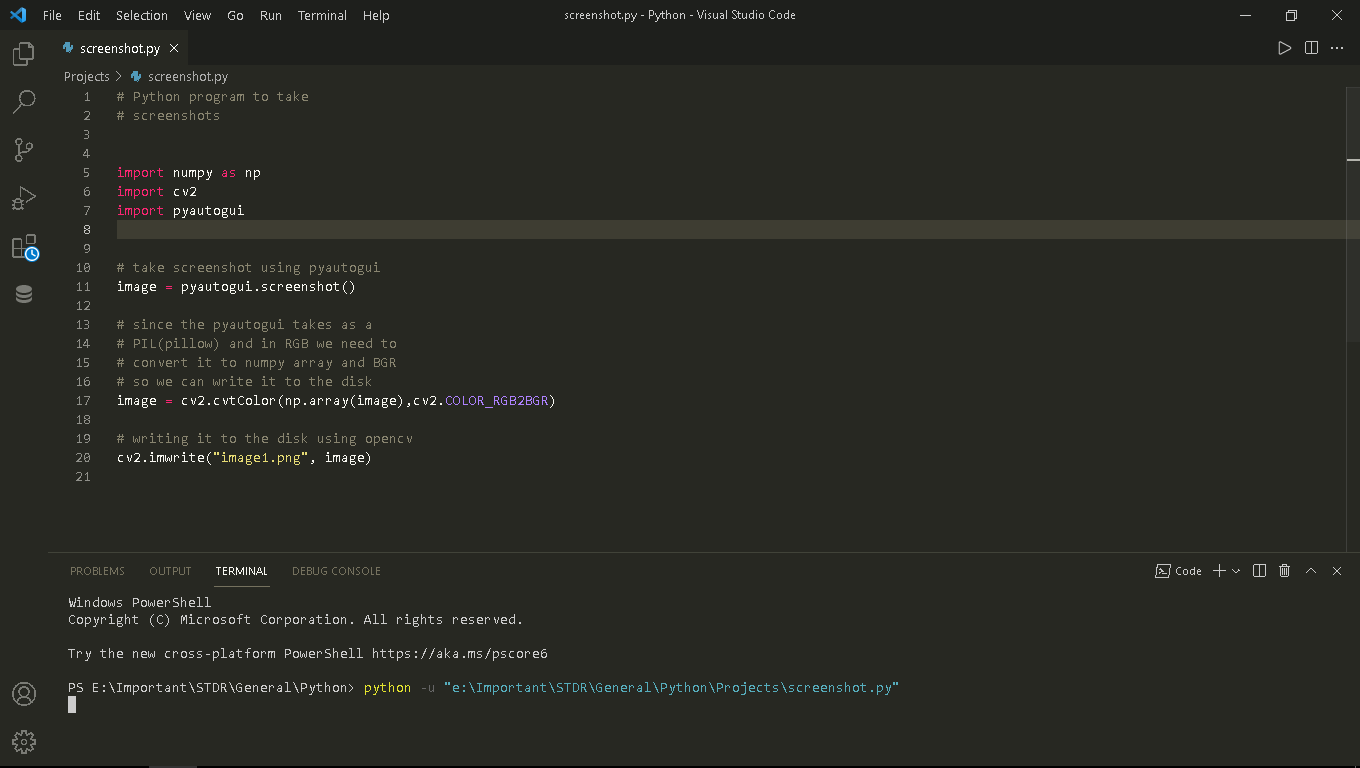 File Edit Selection View Go Run Terminal Help screenshot.py - Python - Visual Studio Code
screenshot.py
Projects > screenshot.py
1 # Python program to take
2 # screenshots
3
4
5 import numpy as np
6 import cv2
7 import pyautogui
8
9
10 # take screenshot using pyautogui
11 image = pyautogui.screenshot()
12
13 # since the pyautogui takes as a
14 # PIL(pillow) and in RGB we need to
15 # convert it to numpy array and BGR
16 # so we can write it to the disk
17 image = cv2.cvtColor(np.array(image),cv2.COLOR_RGB2BGR)
18
19 # writing it to the disk using opencv
20 cv2.imwrite("image1.png", image)
21
PROBLEMS OUTPUT TERMINAL DEBUG CONSOLE Code
Windows PowerShell
Copyright (C) Microsoft Corporation. All rights reserved.
Try the new cross-platform PowerShell https://aka.ms/pscore6
PS E:\Important\STDR\General\Python> python -u "e:\Important\STDR\General\Python\Projects\screenshot.py"